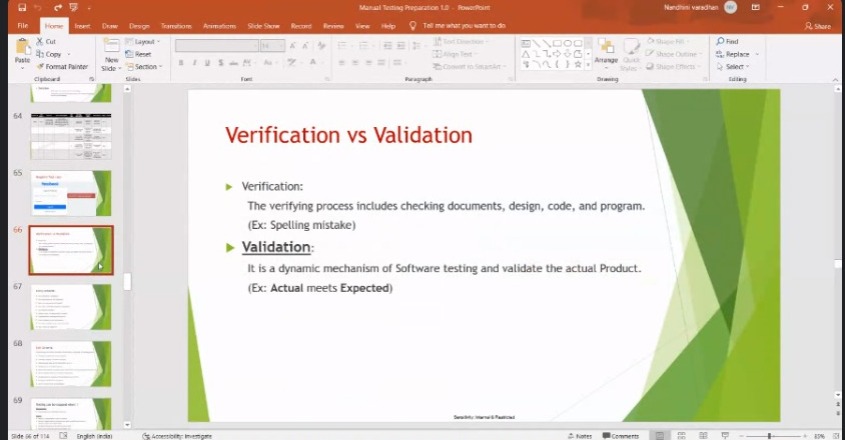 Manual Testing Preparation 1.0 - PowerPoint
Nandhini varadhan
File Home Insert Draw Design Transitions Animations Slide Show Record Review View Help Tell me what you want to do Share
Cut
Copy
Format Painter
Paste
Clipboard
New
Slide
Layout
Reset
Section
Slides
Font
Text Direction
Align Text
Convert to SmartArt
Paragraph
Arrange
Quick
Styles
Shape Fill
Shape Outline
Shape Effects
Drawing
Find
Replace
Select
Editing
64
65
66
67
68
69
Verification vs Validation
Verification:
The verifying process includes checking documents, design, code, and program.
(Ex: Spelling mistake)
Validation:
It is a dynamic mechanism of Software testing and validate the actual Product.
(Ex: Actual meets Expected)
Sensitivity: Internal & Restricted
Slide 66 of 114 English (India) Accessibility: Investigate Notes Comments 83%